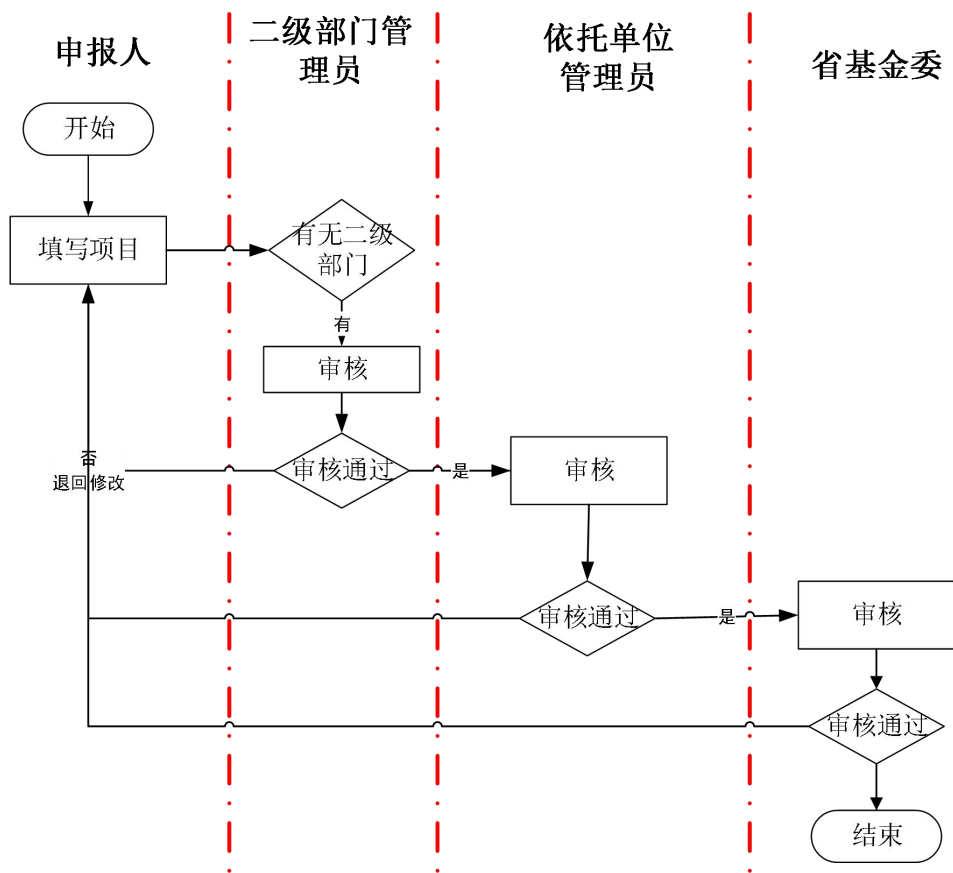 申报人
二级部门管
理员
依托单位
管理员
省基金委
开始
填写项目
有无二级
部门
有
审核
否
退回修改
审核通过
是
审核
审核通过
是
审核
审核通过
结束